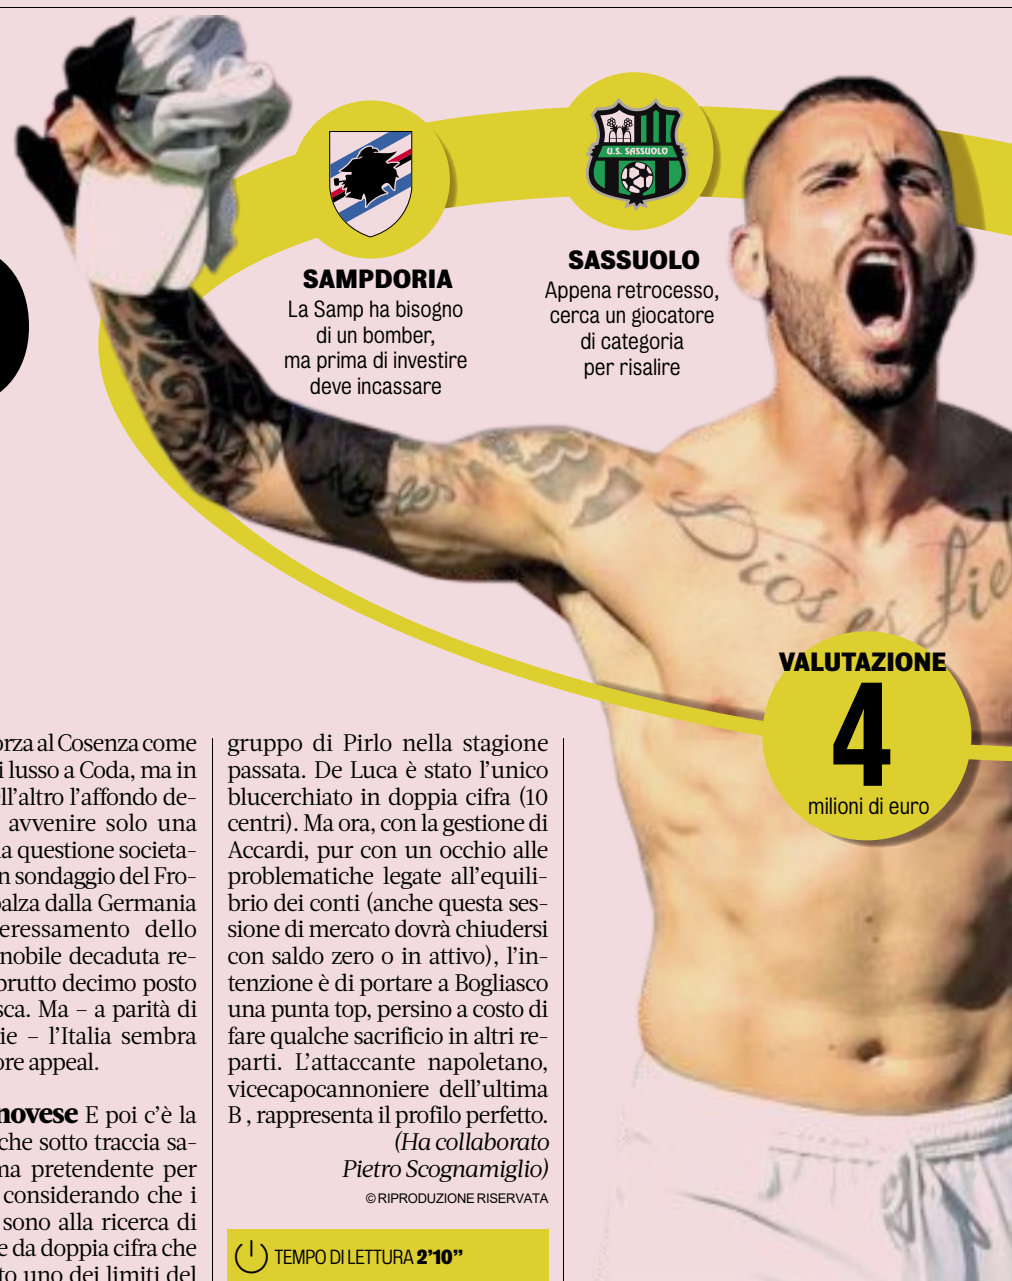 U.S. SASSUOLO
SAMPDORIA
La Samp ha bisogno
di un bomber,
ma prima di investire
deve incassare
SASSUOLO
Appena retrocesso,
cerca un giocatore
di categoria
per risalire
Dios es fie
VALUTAZIONE
4
milioni di euro
orza al Cosenza come
i lusso a Coda, ma in
ell'altro l'affondo de-
avvenire solo una
a questione societa-
n sondaggio del Fro-
balza dalla Germania
eressamento dello
nobile decaduta re-
brutto decimo posto
sca. Ma – a parità di
ie – l'Italia sembra
ore appeal.
novese E poi c'è la
che sotto traccia sa-
ma pretendente per
considerando che i
sono alla ricerca di
e da doppia cifra che
to uno dei limiti del
gruppo di Pirlo nella stagione
passata. De Luca è stato l'unico
blucerchiato in doppia cifra (10
centri). Ma ora, con la gestione di
Accardi, pur con un occhio alle
problematiche legate all'equili-
brio dei conti (anche questa ses-
sione di mercato dovrà chiudersi
con saldo zero o in attivo), l'in-
tenzione è di portare a Bogliasco
una punta top, persino a costo di
fare qualche sacrificio in altri re-
parti. L'attaccante napoletano,
vicecapocannoniere dell'ultima
B , rappresenta il profilo perfetto.
(Ha collaborato
Pietro Scognamiglio)
© RIPRODUZIONE RISERVATA
TEMPO DI LETTURA 2'10"